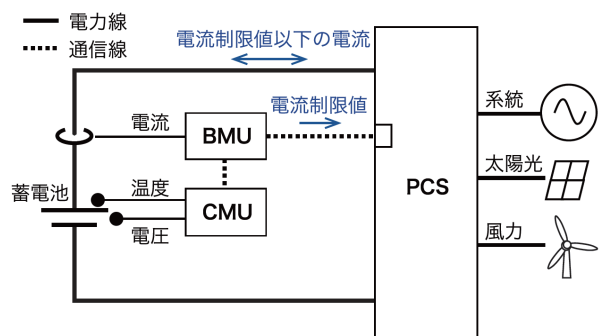 電力線
通信線
電流制限値以下の電流
電流
BMU
電流制限値
系統
太陽光
蓄電池
温度
CMU
電圧
PCS
風力